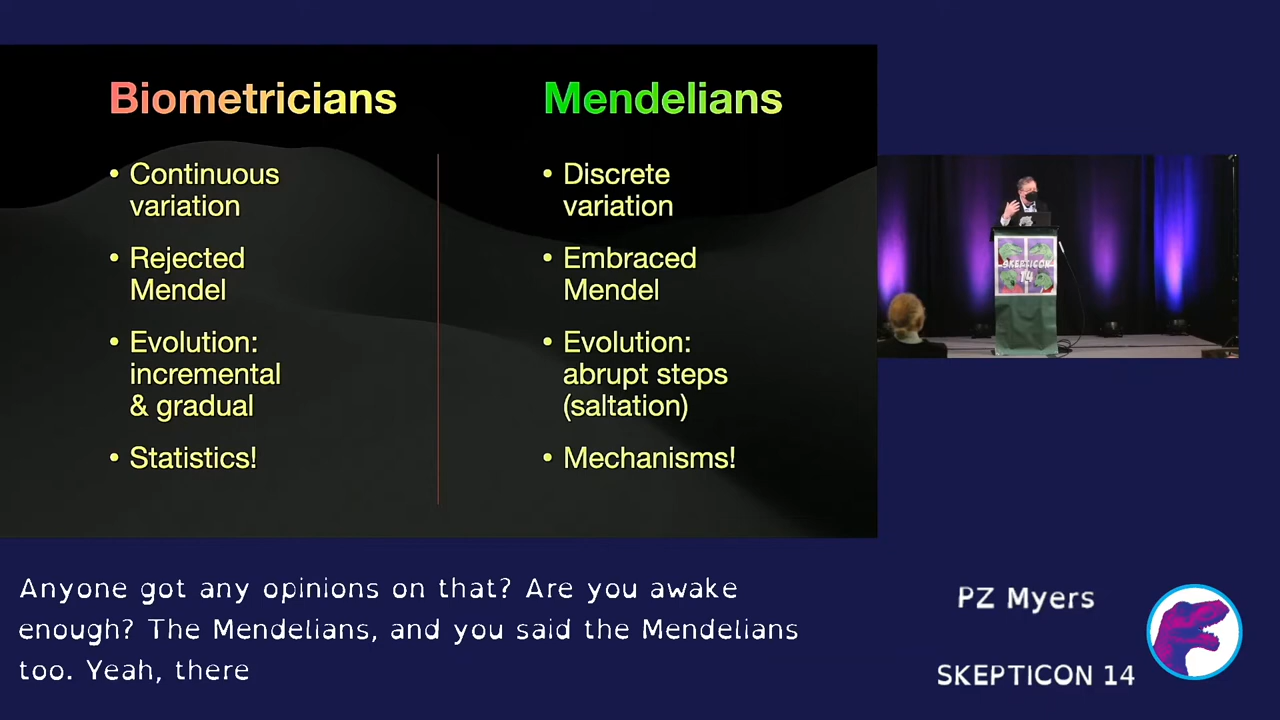 Biometricians
• Continuous
variation
• Rejected
Mendel
• Evolution:
incremental
& gradual
• Statistics!
Mendelians
• Discrete
variation
• Embraced
Mendel
• Evolution:
abrupt steps
(saltation)
• Mechanisms!
SKEPTICON
14
Anyone got any opinions on that? Are you awake
enough? The Mendelians, and you said the Mendelians
too. Yeah, there
PZ Myers
SKEPTICON 14